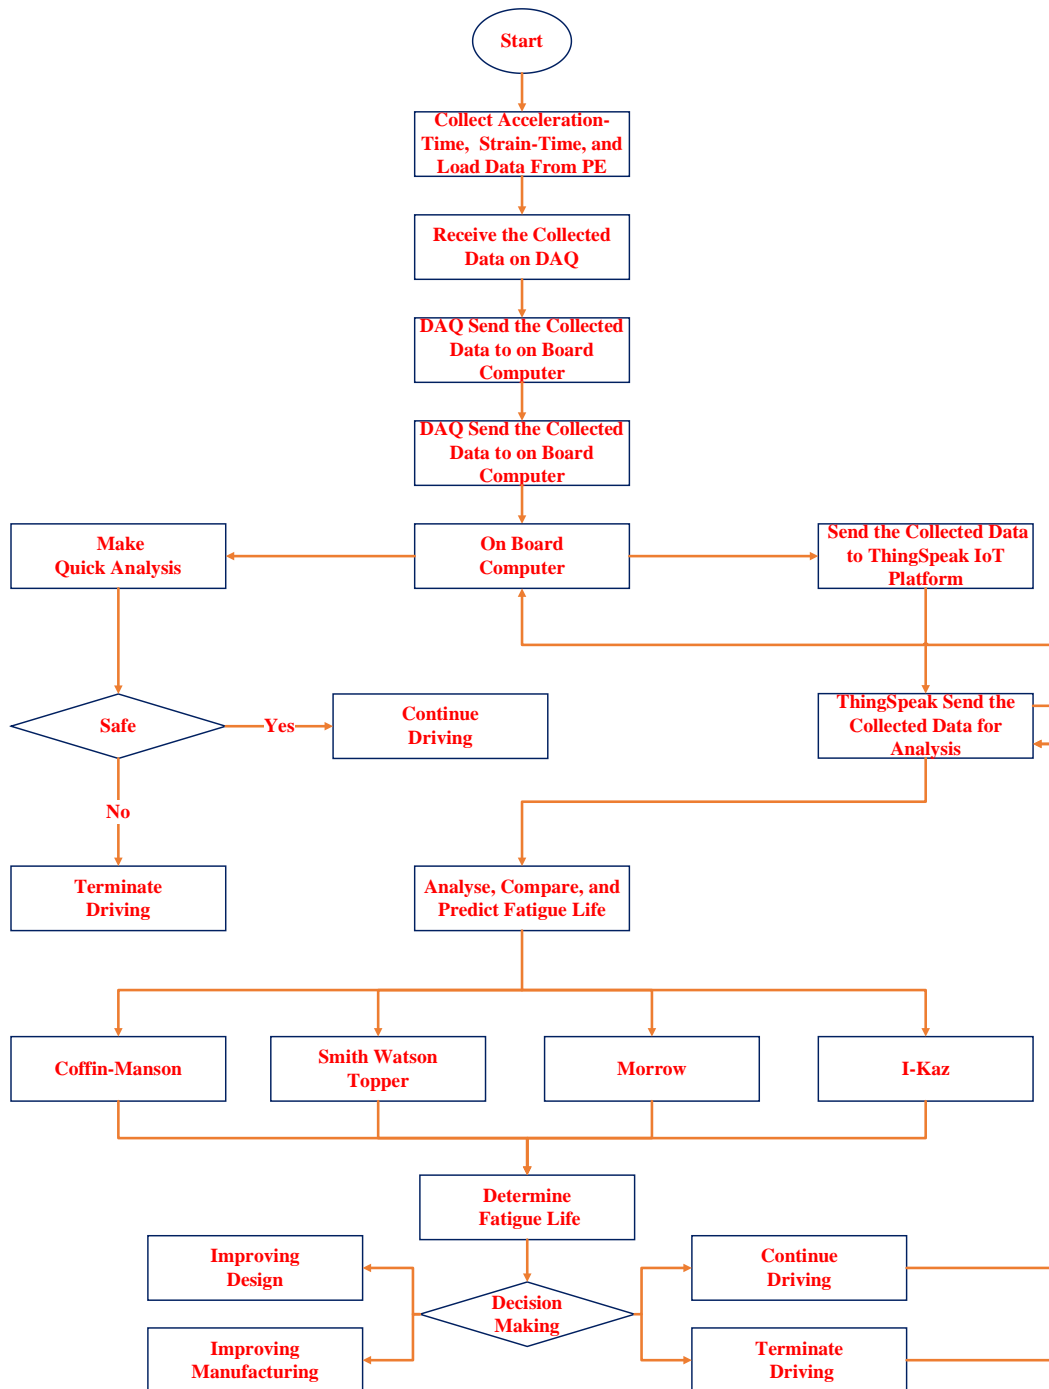 Start
Collect Acceleration-
Time, Strain-Time, and
Load Data From PE
Receive the Collected
Data on DAQ
DAQ Send the Collected
Data to on Board
Computer
DAQ Send the Collected
Data to on Board
Computer
Make
Quick Analysis
On Board
Computer
Send the Collected Data
to ThingSpeak IoT
Platform
Safe
Yes
Continue
Driving
ThingSpeak Send the
Collected Data for
Analysis
No
Terminate
Driving
Analyse, Compare, and
Predict Fatigue Life
Coffin-Manson
Smith Watson
Topper
Morrow
I-Kaz
Determine
Fatigue Life
Improving
Design
Continue
Driving
Decision
Making
Improving
Manufacturing
Terminate
Driving